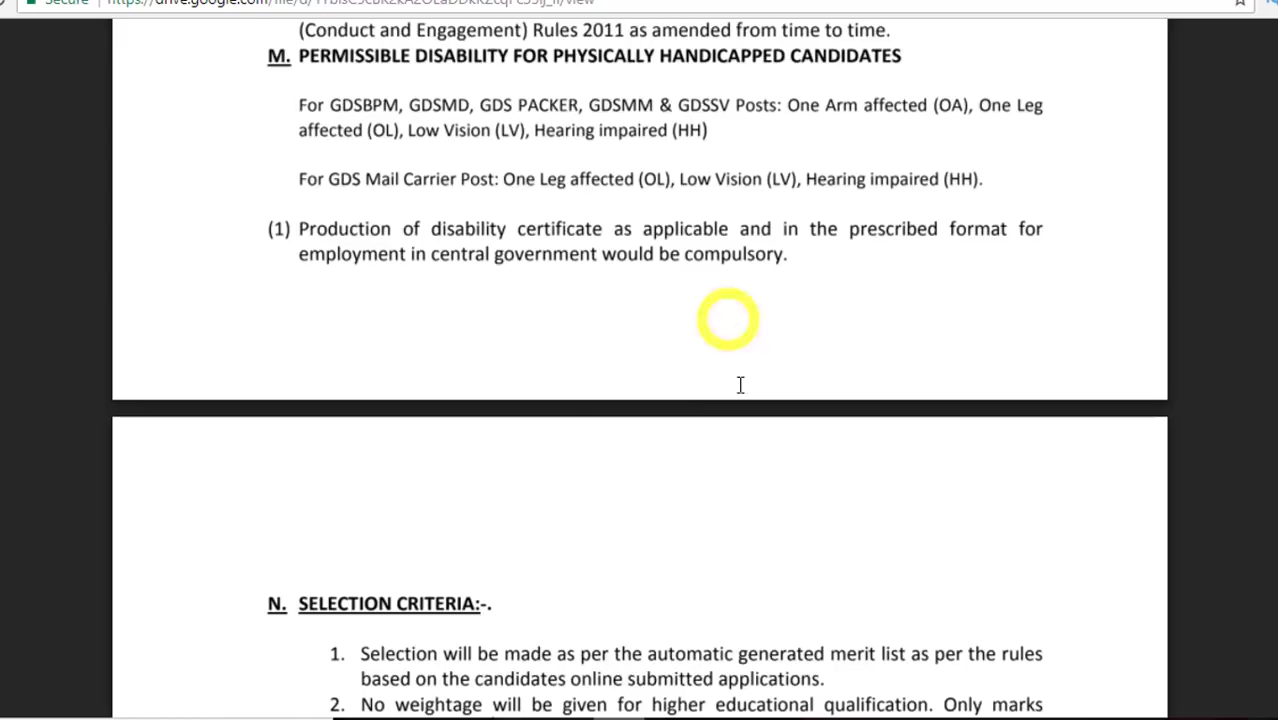 Secure
(Conduct and Engagement) Rules 2011 as amended from time to time.
M. PERMISSIBLE DISABILITY FOR PHYSICALLY HANDICAPPED CANDIDATES
For GDSBPM, GDSMD, GDS PACKER, GDSMM & GDSSV Posts: One Arm affected (OA), One Leg
affected (OL), Low Vision (LV), Hearing impaired (HH)
For GDS Mail Carrier Post: One Leg affected (OL), Low Vision (LV), Hearing impaired (HH).
(1) Production of disability certificate as applicable and in the prescribed format for
employment in central government would be compulsory.
N. SELECTION CRITERIA:-.
1. Selection will be made as per the automatic generated merit list as per the rules
based on the candidates online submitted applications.
2. No weightage will be given for higher educational qualification. Only marks